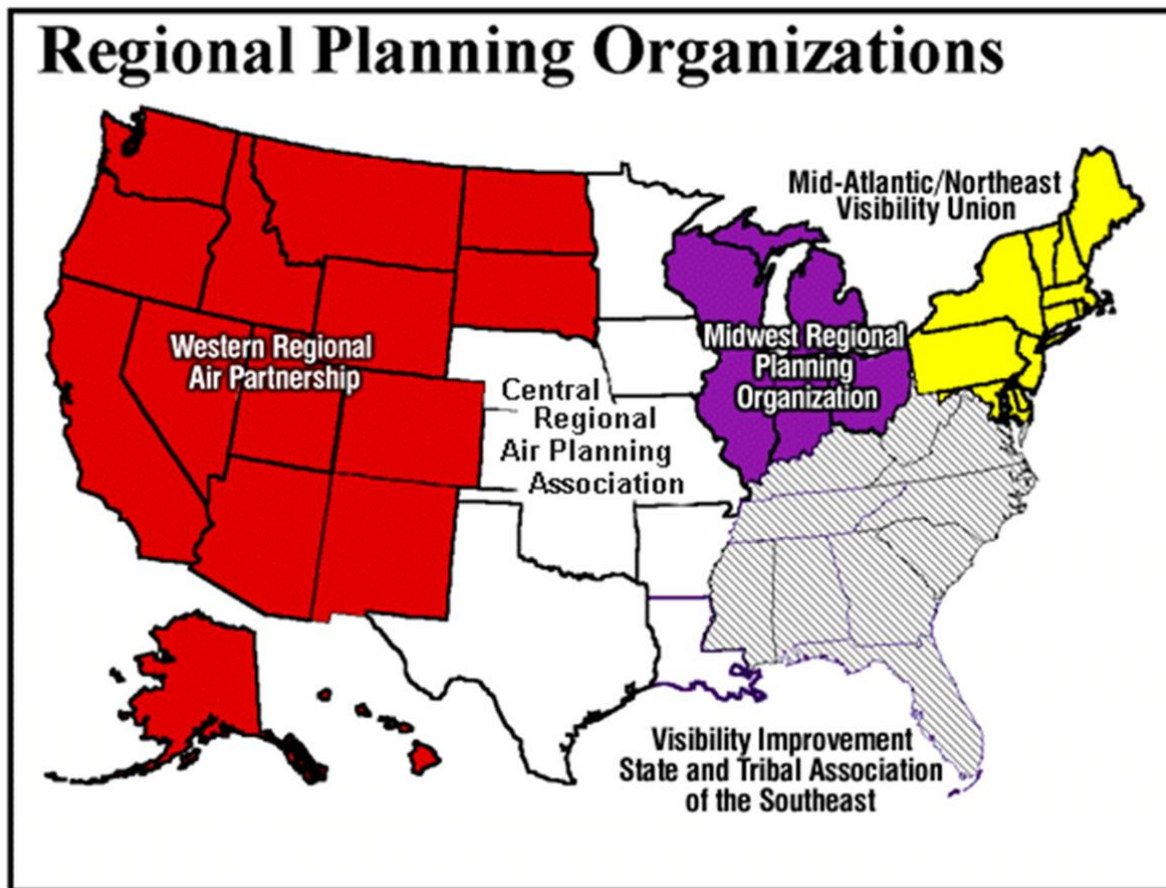 Regional Planning Organizations
Mid-Atlantic/Northeast
Visibility Union
Western Regional
Air Partnership
Midwest Regional
Planning
Organization
Central
Regional
Air Planning
Association
Visibility Improvement
State and Tribal Association
of the Southeast